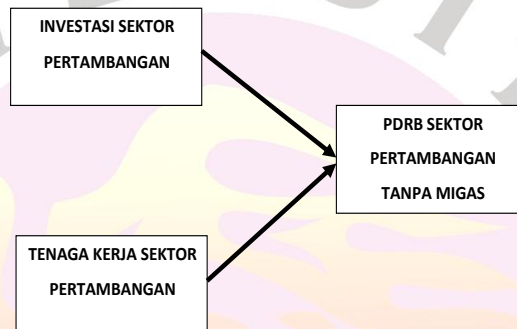 INVESTASI SEKTOR
PERTAMBANGAN
PDRB SEKTOR
PERTAMBANGAN
TANPA MIGAS
TENAGA KERJA SEKTOR
PERTAMBANGAN